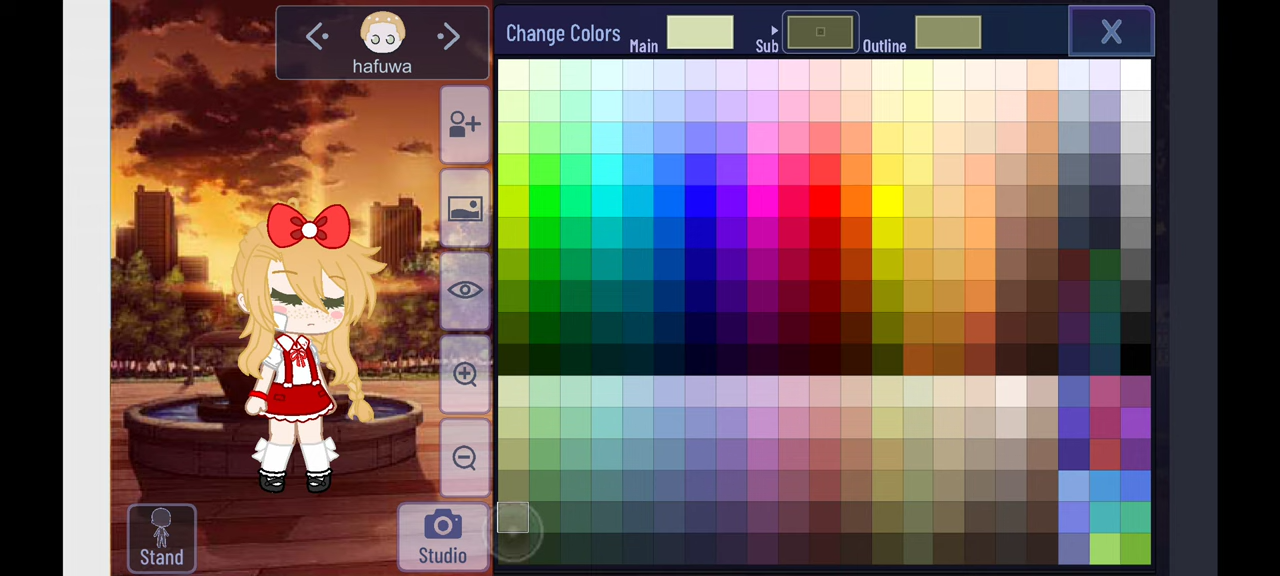 hafuwa
Change Colors
Main
Sub
Outline
Stand
Studio